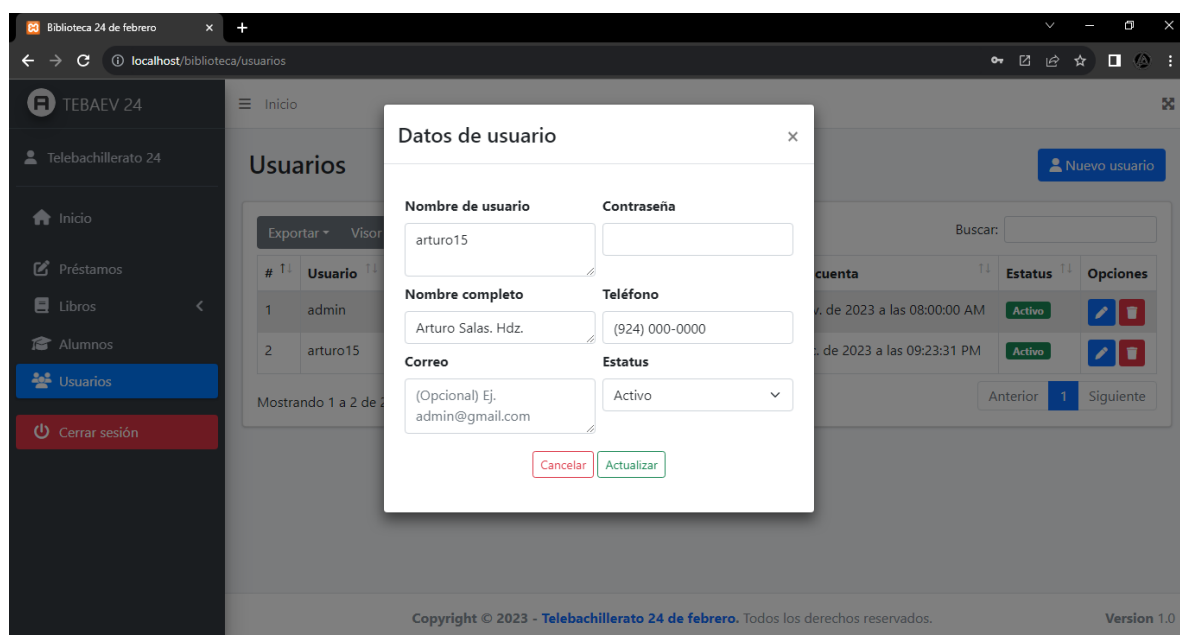 Biblioteca 24 de febrero
localhost/biblioteca/usuarios
TEBAEV 24
Inicio
Telebachillerato 24
Usuarios
Nuevo usuario
Inicio
Préstamos
Libros
Alumnos
Usuarios
Cerrar sesión
Exportar Visor
Buscar:
# Usuario cuenta Estatus Opciones
1 admin v. de 2023 a las 08:00:00 AM Activo
2 arturo15 . de 2023 a las 09:23:31 PM Activo
Mostrando 1 a 2 de 2
Anterior 1 Siguiente
Datos de usuario
Nombre de usuario Contraseña
arturo15
Nombre completo Teléfono
Arturo Salas. Hdz. (924) 000-0000
Correo Estatus
(Opcional) Ej. Activo
admin@gmail.com
Cancelar Actualizar
Copyright © 2023 - Telebachillerato 24 de febrero. Todos los derechos reservados. Version 1.0